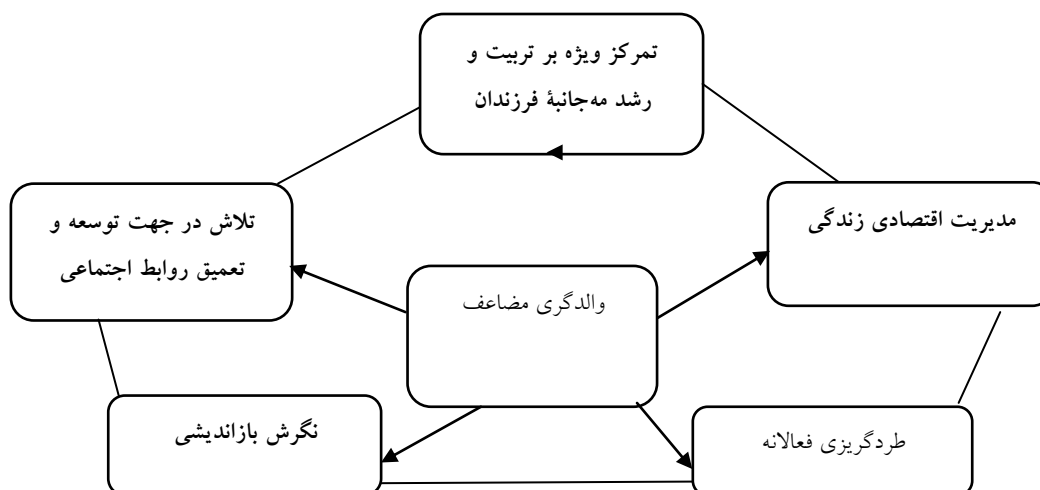 تمرکز ویژه بر تربیت و
رشد مه‌جانبۀ فرزندان
مدیریت اقتصادی زندگی
تلاش در جهت توسعه و
تعمیق روابط اجتماعی
والدگری مضاعف
طردگریزی فعالانه
نگرش بازاندیشی